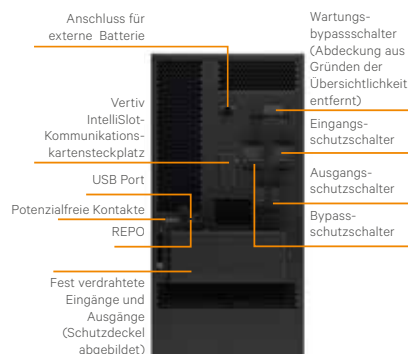 Anschluss für
externe Batterie
Vertiv
IntelliSlot-
Kommunikations-
kartensteckplatz
USB Port
Potenzialfreie Kontakte
REPO
Fest verdrahtete
Eingänge und
Ausgänge
(Schutzdeckel
abgebildet)
Wartungs-
bypassschalter
(Abdeckung aus
Gründen der
Übersichtlichkeit
entfernt)
Eingangs-
schutzschalter
Ausgangs-
schutzschalter
Bypass-
schutzschalter